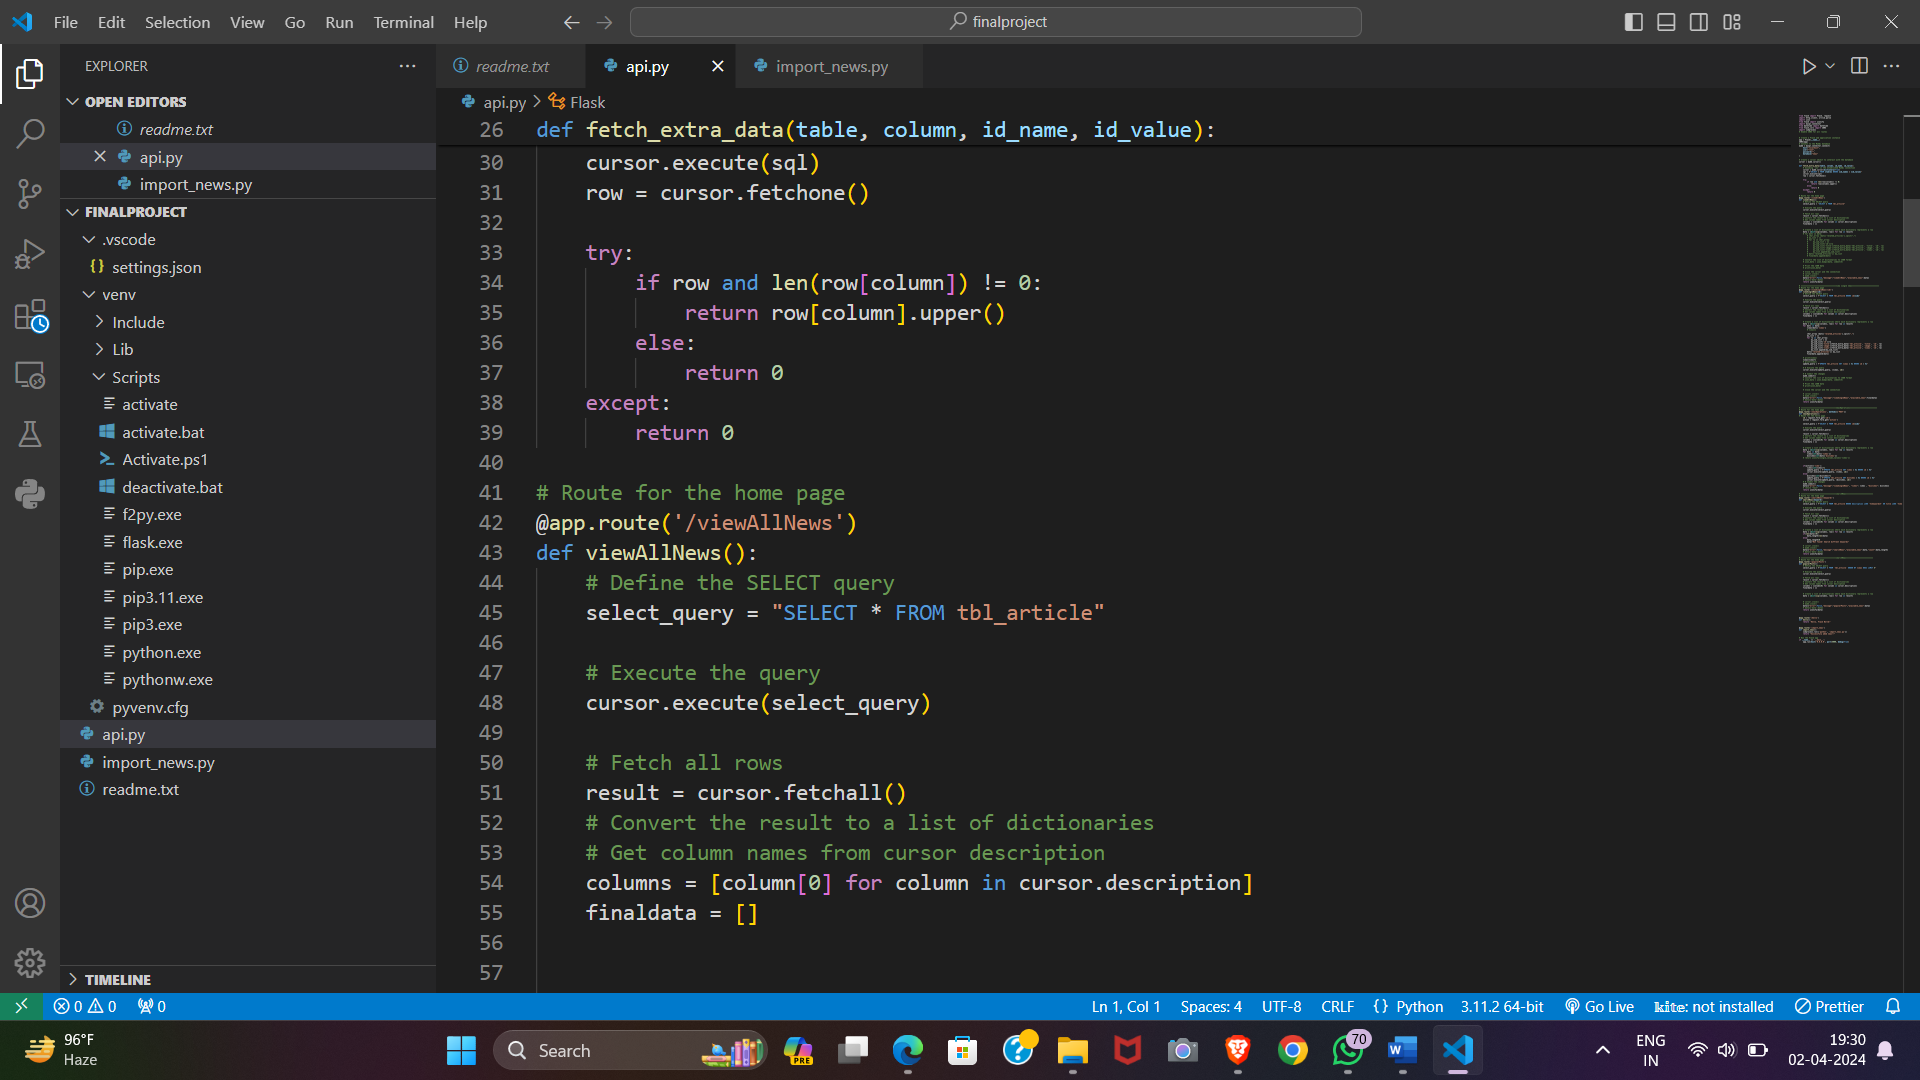 File Edit Selection View Go Run Terminal Help
finalproject
EXPLORER
OPEN EDITORS
readme.txt
api.py
import_news.py
FINALPROJECT
.vscode
{} settings.json
venv
Include
Lib
Scripts
activate
activate.bat
Activate.ps1
deactivate.bat
f2py.exe
flask.exe
pip.exe
pip3.11.exe
pip3.exe
python.exe
pythonw.exe
pyvenv.cfg
api.py
import_news.py
readme.txt
TIMELINE
readme.txt api.py import_news.py
api.py > Flask
26 def fetch_extra_data(table, column, id_name, id_value):
30 cursor.execute(sql)
31 row = cursor.fetchone()
32
33 try:
34 if row and len(row[column]) != 0:
35 return row[column].upper()
36 else:
37 return 0
38 except:
39 return 0
40
41 # Route for the home page
42 @app.route('/viewAllNews')
43 def viewAllNews():
44 # Define the SELECT query
45 select_query = "SELECT * FROM tbl_article"
46
47 # Execute the query
48 cursor.execute(select_query)
49
50 # Fetch all rows
51 result = cursor.fetchall()
52 # Convert the result to a list of dictionaries
53 # Get column names from cursor description
54 columns = [column[0] for column in cursor.description]
55 finaldata = []
56
57
0 0 0 Ln 1, Col 1 Spaces: 4 UTF-8 CRLF {} Python 3.11.2 64-bit Go Live kite: not installed Prettier
96°F
Haze
Search
PRE
70
ENG
IN
19:30
02-04-2024